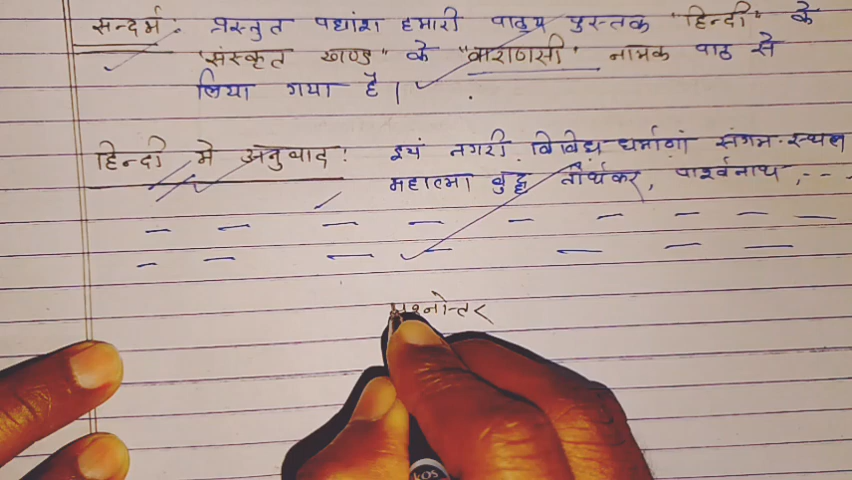 सन्दर्भ: प्रस्तुत पद्यांश हमारी पाठ्य पुस्तक "हिन्दी" के
"संस्कृत खण्ड" के "वाराणसी" नामक पाठ से
लिया गया है।
हिन्दी में अनुवाद: इयं नगरी विविध धर्माणां संगम-स्थल
महात्मा बुद्ध तीर्थंकर, पार्श्वनाथ, ---
प्रश्नोत्तर
KOS